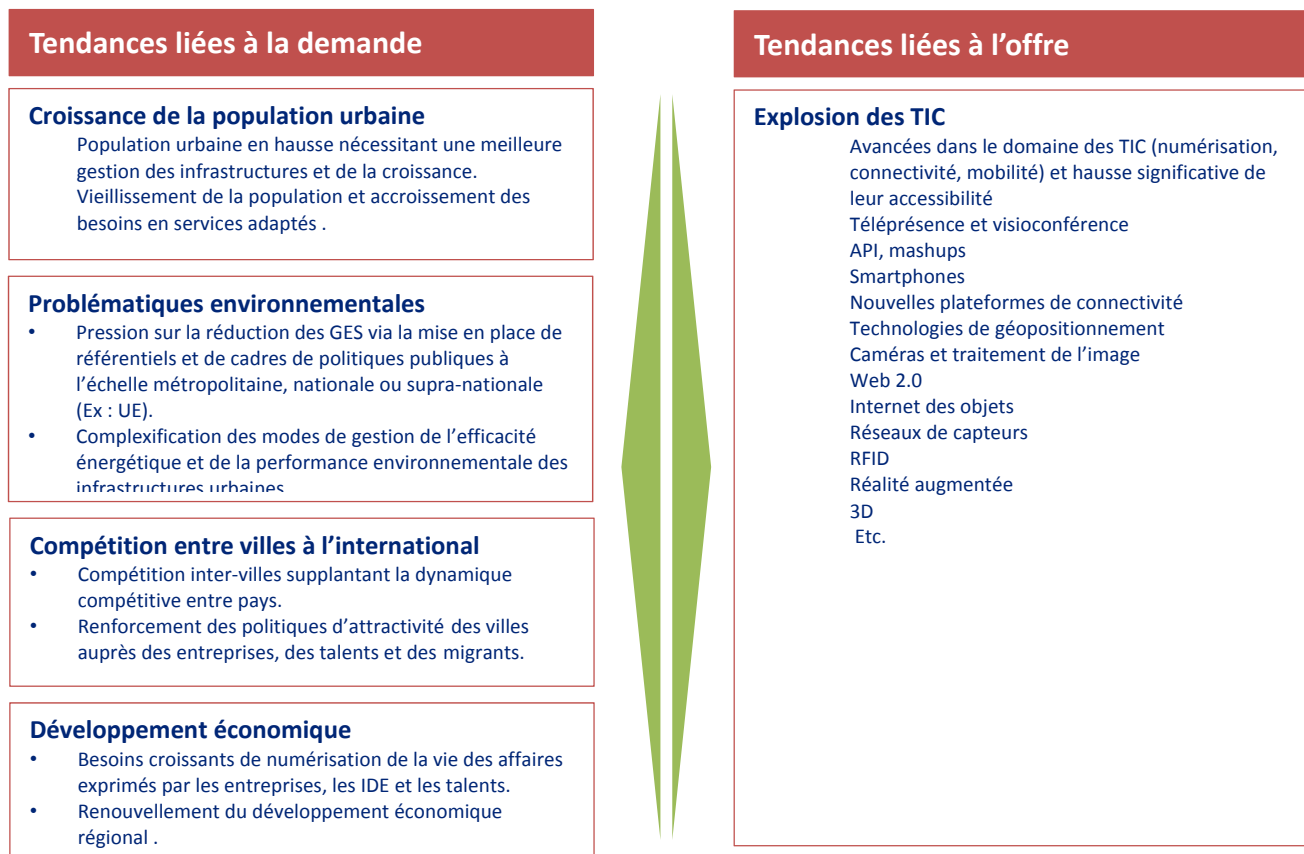 Tendances liées à la demande
Croissance de la population urbaine
Population urbaine en hausse nécessitant une meilleure
gestion des infrastructures et de la croissance.
Vieillissement de la population et accroissement des
besoins en services adaptés .
Problématiques environnementales
• Pression sur la réduction des GES via la mise en place de
référentiels et de cadres de politiques publiques à
l’échelle métropolitaine, nationale ou supra-nationale
(Ex : UE).
• Complexification des modes de gestion de l’efficacité
énergétique et de la performance environnementale des
infrastructures urbaines
Compétition entre villes à l’international
• Compétition inter-villes supplantant la dynamique
compétitive entre pays.
• Renforcement des politiques d’attractivité des villes
auprès des entreprises, des talents et des migrants.
Développement économique
• Besoins croissants de numérisation de la vie des affaires
exprimés par les entreprises, les IDE et les talents.
• Renouvellement du développement économique
régional .
Tendances liées à l’offre
Explosion des TIC
Avancées dans le domaine des TIC (numérisation,
connectivité, mobilité) et hausse significative de
leur accessibilité
Téléprésence et visioconférence
API, mashups
Smartphones
Nouvelles plateformes de connectivité
Technologies de géopositionnement
Caméras et traitement de l’image
Web 2.0
Internet des objets
Réseaux de capteurs
RFID
Réalité augmentée
3D
Etc.